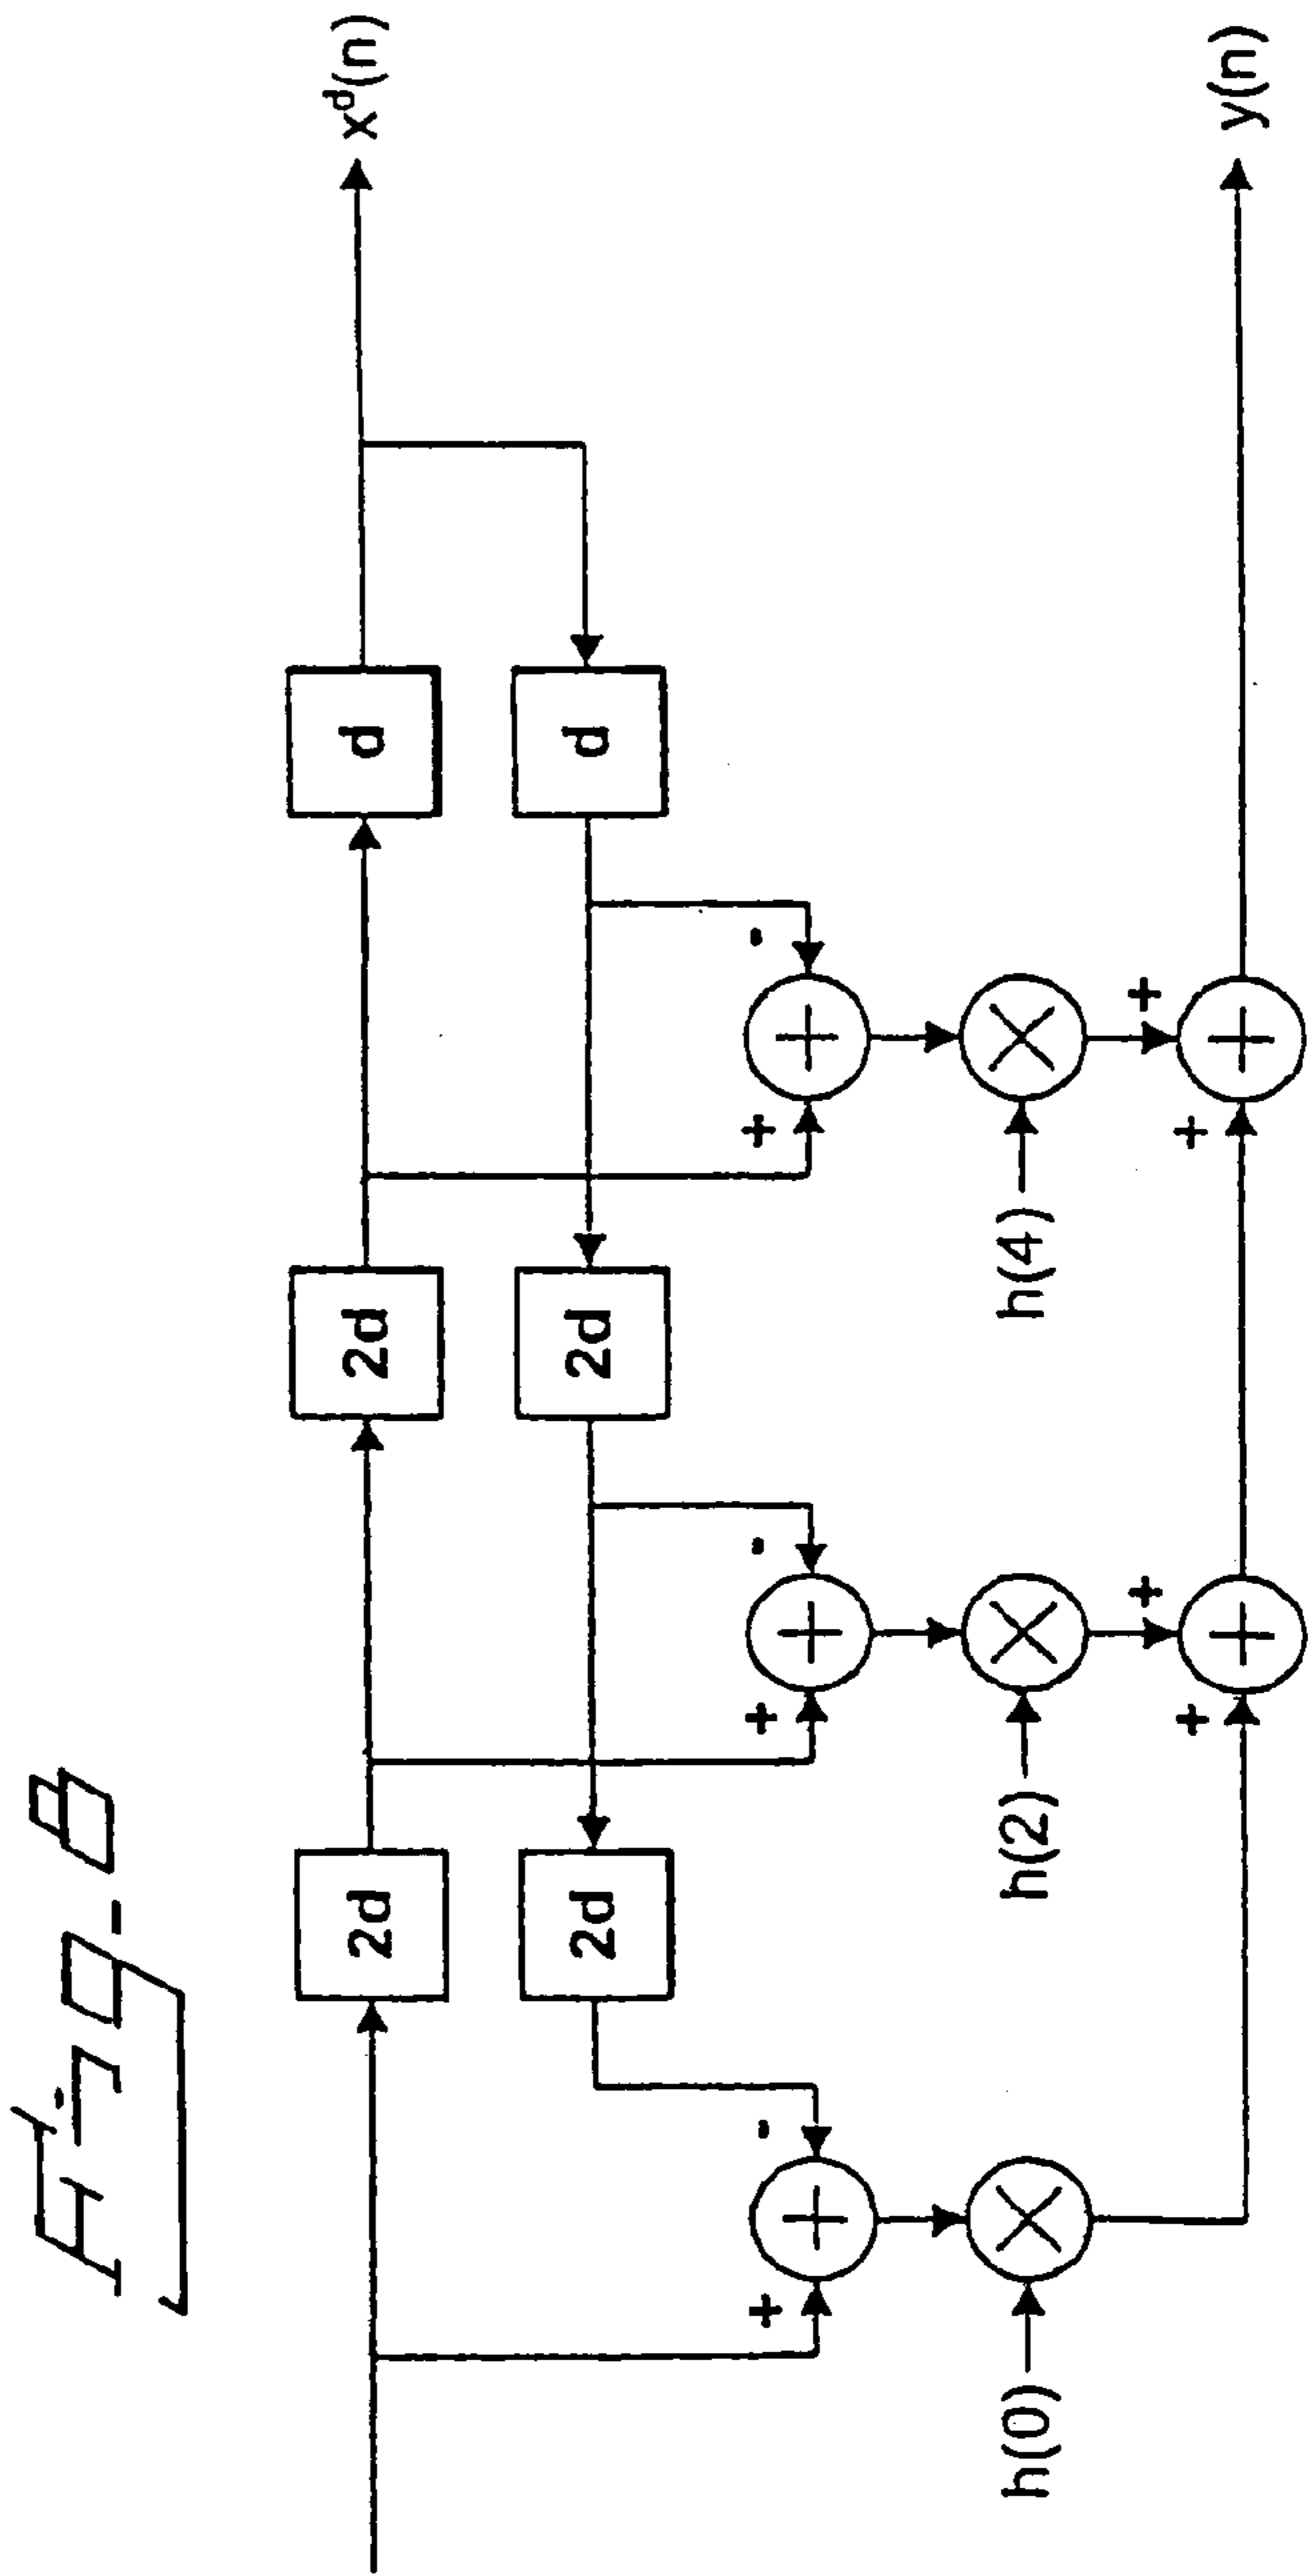 Fig-8
2d
2d
d
x^d(n)
2d
2d
d
+
-
+
-
+
-
h(0)
h(2)
h(4)
+
+
+
+
y(n)